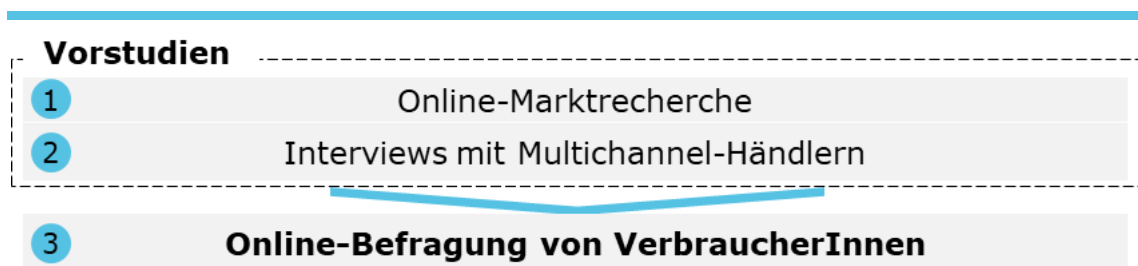 Vorstudien
1 Online-Marktrecherche
2 Interviews mit Multichannel-Händlern
3 Online-Befragung von VerbraucherInnen